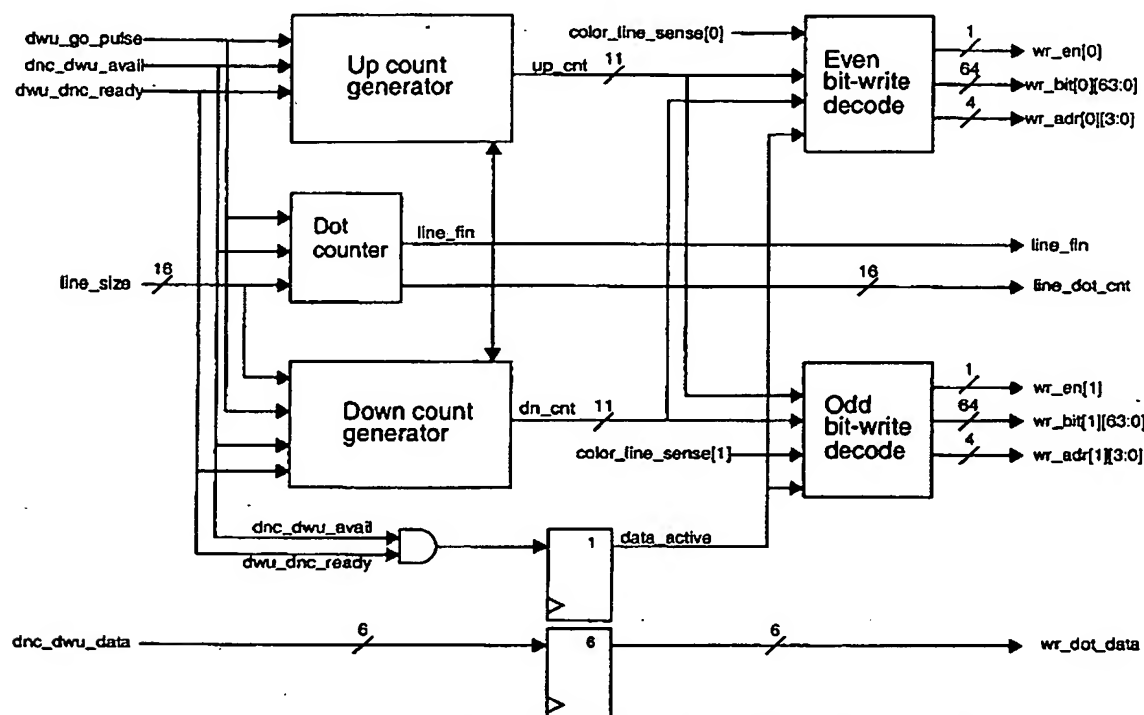 dwu_go_pulse
dnc_dwu_avail
dwu_dnc_ready
Up count
generator
up_cnt
11
color_line_sense[0]
Even
bit-write
decode
1
wr_en[0]
64
wr_bit[0][63:0]
4
wr_adr[0][3:0]
Dot
counter
line_fin
line_fin
line_size
16
16
line_dot_cnt
Down count
generator
dn_cnt
11
color_line_sense[1]
Odd
bit-write
decode
1
wr_en[1]
64
wr_bit[1][63:0]
4
wr_adr[1][3:0]
dnc_dwu_avail
dwu_dnc_ready
1
data_active
dnc_dwu_data
6
6
6
wr_dot_data